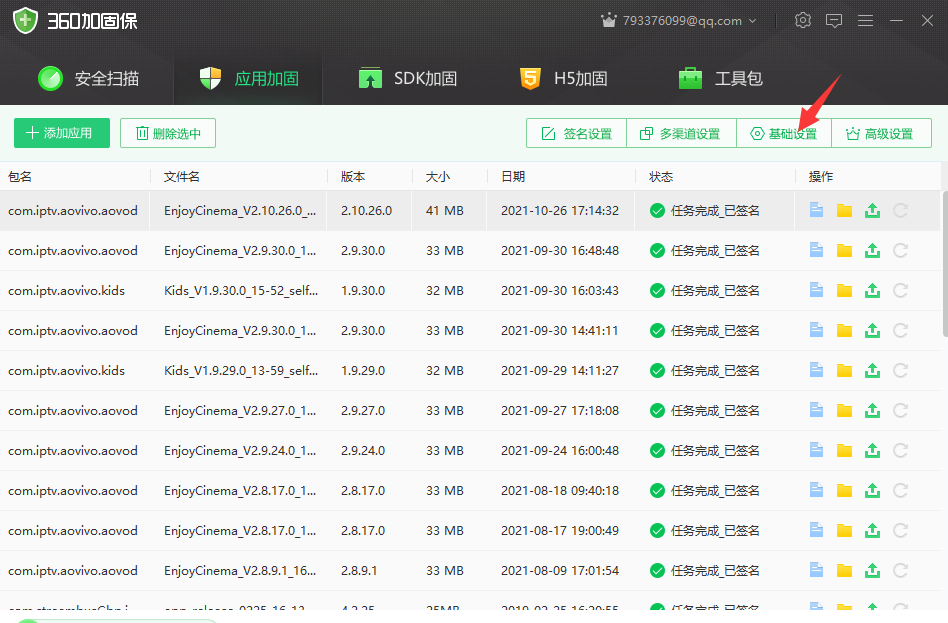 360加固保
793376099@qq.com
安全扫描 应用加固 SDK加固 H5加固 工具包
添加应用 删除选中 签名设置 多渠道设置 基础设置 高级设置
包名 文件名 版本 大小 日期 状态 操作
com.iptv.aovivo.aovod EnjoyCinema_V2.10.26.0_... 2.10.26.0 41 MB 2021-10-26 17:14:32 任务完成_已签名
com.iptv.aovivo.aovod EnjoyCinema_V2.9.30.0_1... 2.9.30.0 33 MB 2021-09-30 16:48:48 任务完成_已签名
com.iptv.aovivo.kids Kids_V1.9.30.0_15-52_self... 1.9.30.0 32 MB 2021-09-30 16:03:43 任务完成_已签名
com.iptv.aovivo.aovod EnjoyCinema_V2.9.30.0_1... 2.9.30.0 33 MB 2021-09-30 14:41:11 任务完成_已签名
com.iptv.aovivo.kids Kids_V1.9.29.0_13-59_self... 1.9.29.0 32 MB 2021-09-29 14:11:27 任务完成_已签名
com.iptv.aovivo.aovod EnjoyCinema_V2.9.27.0_1... 2.9.27.0 33 MB 2021-09-27 17:18:08 任务完成_已签名
com.iptv.aovivo.aovod EnjoyCinema_V2.9.24.0_1... 2.9.24.0 33 MB 2021-09-24 16:00:48 任务完成_已签名
com.iptv.aovivo.aovod EnjoyCinema_V2.8.17.0_1... 2.8.17.0 33 MB 2021-08-18 09:40:18 任务完成_已签名
com.iptv.aovivo.aovod EnjoyCinema_V2.8.17.0_1... 2.8.17.0 33 MB 2021-08-17 19:00:49 任务完成_已签名
com.iptv.aovivo.aovod EnjoyCinema_V2.8.9.1_16... 2.8.9.1 33 MB 2021-08-09 17:01:54 任务完成_已签名
任务完成_已签名